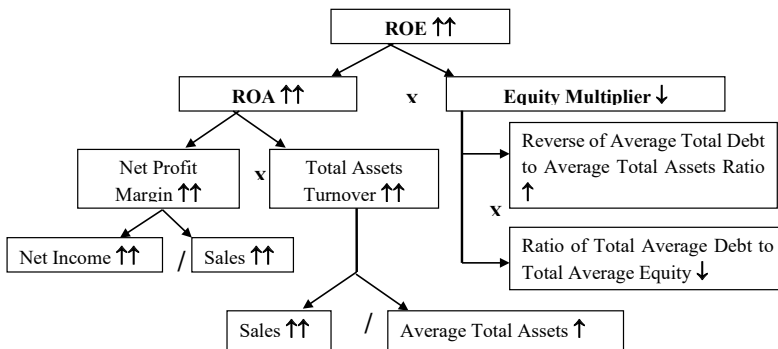 ROE ↑↑
ROA ↑↑
x
Equity Multiplier ↓
Net Profit
Margin ↑↑
x
Total Assets
Turnover ↑↑
Reverse of Average Total Debt
to Average Total Assets Ratio
↑
x
Net Income ↑↑
/
Sales ↑↑
Ratio of Total Average Debt to
Total Average Equity ↓
Sales ↑↑
/
Average Total Assets ↑